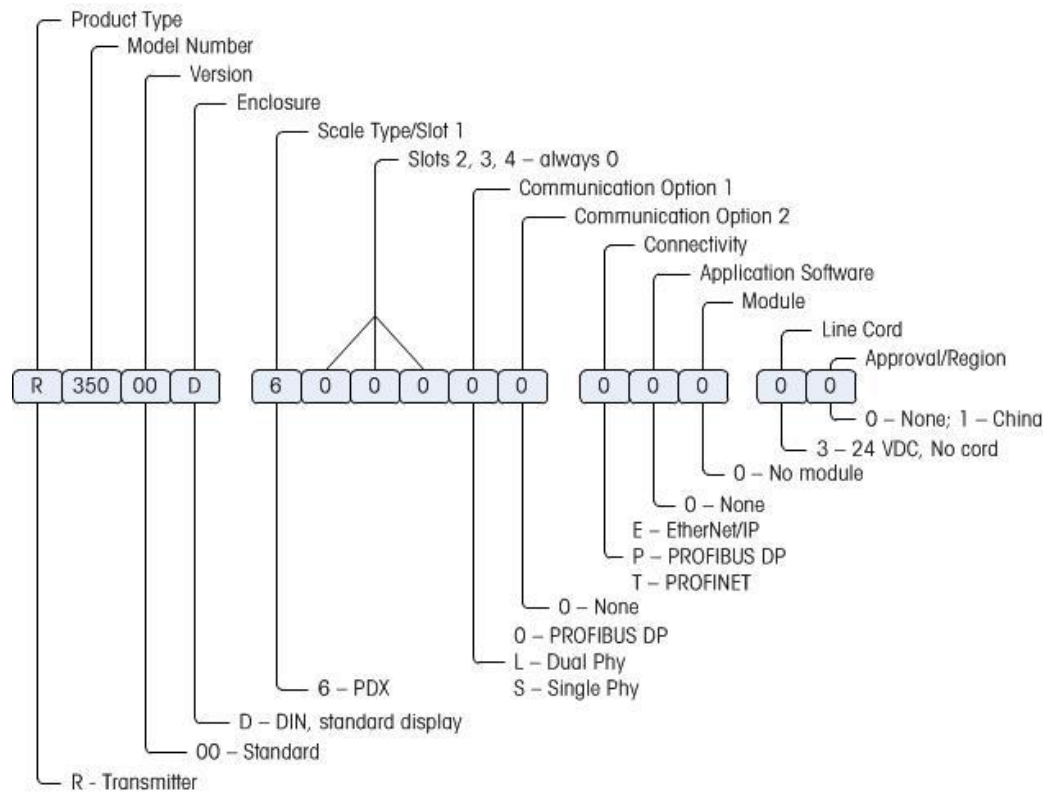 Product Type
Model Number
Version
Enclosure
Scale Type/Slot 1
Slots 2, 3, 4 – always 0
Communication Option 1
Communication Option 2
Connectivity
Application Software
Module
Line Cord
Approval/Region
R 350 00 D 6 0 0 0 0 0 0 0 0 0 0
0 – None; 1 – China
3 – 24 VDC, No cord
0 – No module
0 – None
E – EtherNet/IP
P – PROFIBUS DP
T – PROFINET
0 – None
0 – PROFIBUS DP
L – Dual Phy
S – Single Phy
6 – PDX
D – DIN, standard display
00 – Standard
R - Transmitter